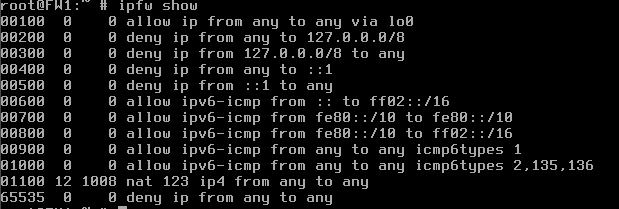 root@FW1:~ # ipfw show
00100  0    0 allow ip from any to any via lo0
00200  0    0 deny ip from any to 127.0.0.0/8
00300  0    0 deny ip from 127.0.0.0/8 to any
00400  0    0 deny ip from any to ::1
00500  0    0 deny ip from ::1 to any
00600  0    0 allow ipv6-icmp from :: to ff02::/16
00700  0    0 allow ipv6-icmp from fe80::/10 to fe80::/10
00800  0    0 allow ipv6-icmp from fe80::/10 to ff02::/16
00900  0    0 allow ipv6-icmp from any to any icmp6types 1
01000  0    0 allow ipv6-icmp from any to any icmp6types 2,135,136
01100 12 1008 nat 123 ip4 from any to any
65535  0    0 deny ip from any to any
root@FW1:~ #